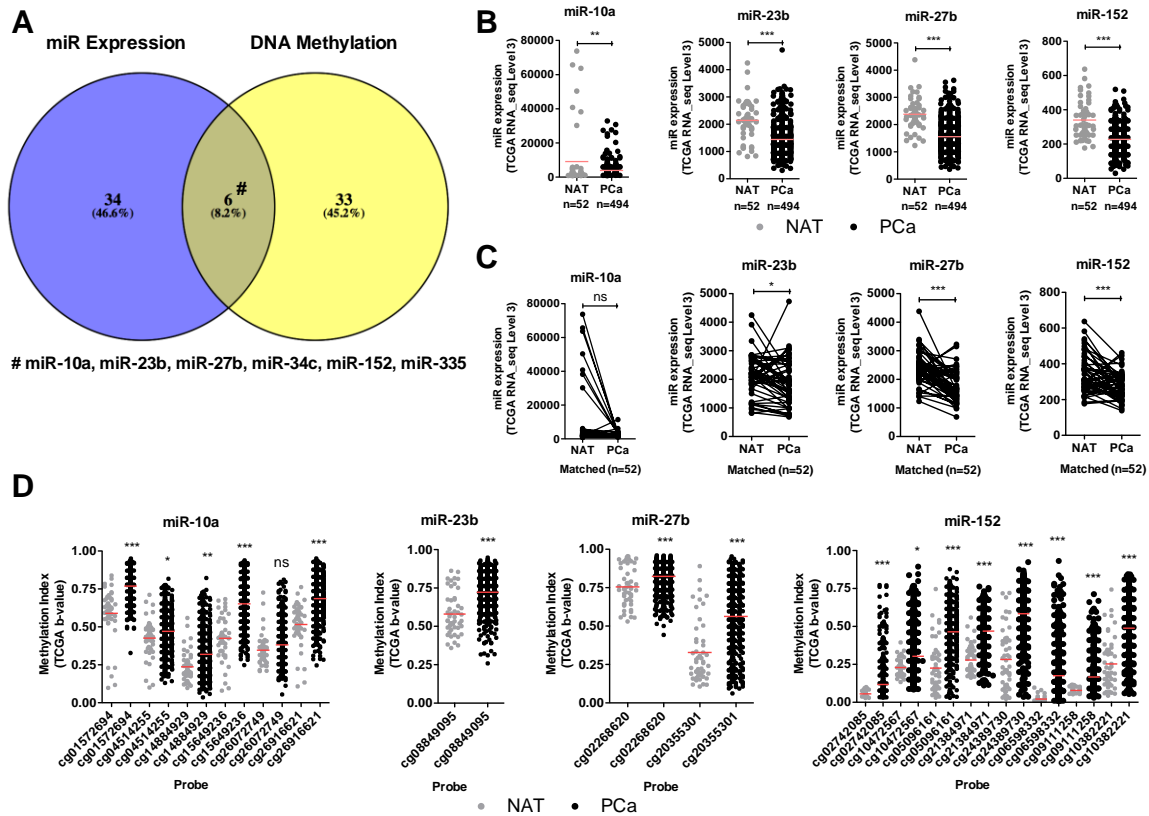 A
miR Expression
DNA Methylation
34
(46.6%)
6 #
(8.2%)
33
(45.2%)
# miR-10a, miR-23b, miR-27b, miR-34c, miR-152, miR-335
B
miR-10a
miR expression
(TCGA RNA_seq Level 3)
80000
60000
40000
20000
0
**
NAT
PCa
n=52
n=494
miR-23b
miR expression
(TCGA RNA_seq Level 3)
5000
4000
3000
2000
1000
0
***
NAT
PCa
n=52
n=494
miR-27b
miR expression
(TCGA RNA_seq Level 3)
5000
4000
3000
2000
1000
0
***
NAT
PCa
n=52
n=494
miR-152
miR expression
(TCGA RNA_seq Level 3)
800
600
400
200
0
***
NAT
PCa
n=52
n=494
NAT
PCa
C
miR-10a
miR expression
(TCGA RNA_seq Level 3)
80000
60000
40000
20000
0
ns
NAT
PCa
Matched (n=52)
miR-23b
miR expression
(TCGA RNA_seq Level 3)
5000
4000
3000
2000
1000
0
*
NAT
PCa
Matched (n=52)
miR-27b
miR expression
(TCGA RNA_seq Level 3)
5000
4000
3000
2000
1000
0
***
NAT
PCa
Matched (n=52)
miR-152
miR expression
(TCGA RNA_seq Level 3)
800
600
400
200
0
***
NAT
PCa
Matched (n=52)
D
miR-10a
Methylation Index
(TCGA b-value)
1.00
0.75
0.50
0.25
0.00
***
*
**
***
ns
***
cg01572694
cg01572694
cg04514255
cg04514255
cg14884929
cg14884929
cg15649236
cg15649236
cg26072749
cg26072749
cg26916621
cg26916621
Probe
miR-23b
Methylation Index
(TCGA b-value)
1.00
0.75
0.50
0.25
0.00
***
cg08849095
cg08849095
Probe
miR-27b
Methylation Index
(TCGA b-value)
1.00
0.75
0.50
0.25
0.00
***
***
cg02268620
cg02268620
cg20355301
cg20355301
Probe
miR-152
Methylation Index
(TCGA b-value)
1.00
0.75
0.50
0.25
0.00
***
*
***
***
***
***
***
***
cg02742085
cg02742085
cg10472567
cg10472567
cg05096161
cg05096161
cg21384971
cg21384971
cg24389730
cg24389730
cg06598332
cg06598332
cg09111258
cg09111258
cg10382221
cg10382221
Probe
NAT
PCa